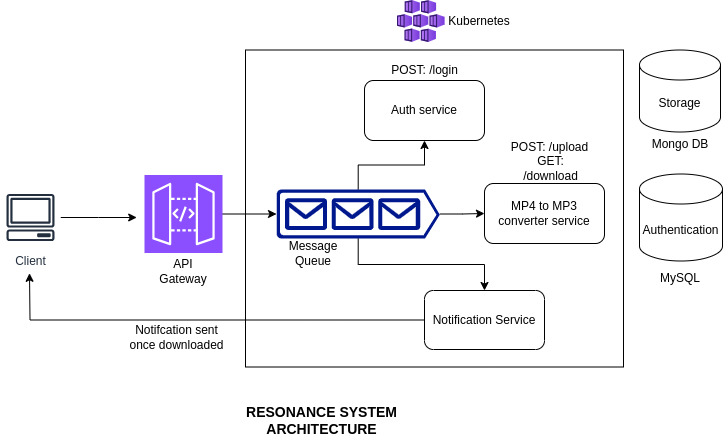 Kubernetes
POST: /login
Auth service
Storage
Mongo DB
POST: /upload
GET:
/download
MP4 to MP3
converter service
Authentication
MySQL
Message
Queue
API
Gateway
Client
Notification Service
Notifcation sent
once downloaded
RESONANCE SYSTEM
ARCHITECTURE